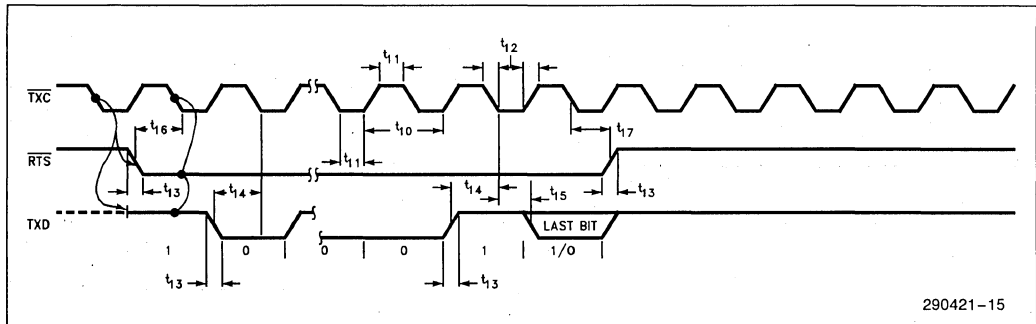 t11 t12
TXC
t16 t10 t17
t11
RTS
t13 t14 t14 t15 t13
TXD LAST BIT
1 0 0 0 1 1/0
t13 t13
290421-15